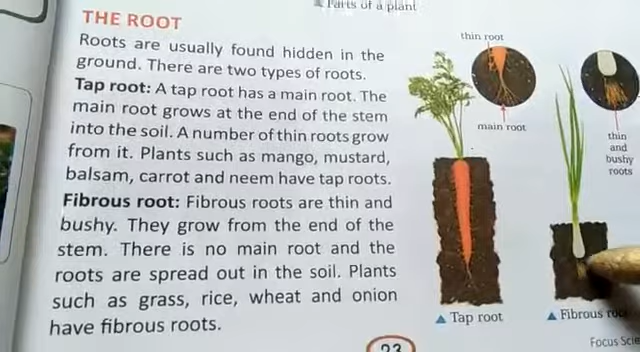 Parts of a plant
THE ROOT
Roots are usually found hidden in the
ground. There are two types of roots.
Tap root: A tap root has a main root. The
main root grows at the end of the stem
into the soil. A number of thin roots grow
from it. Plants such as mango, mustard,
balsam, carrot and neem have tap roots.
Fibrous root: Fibrous roots are thin and
bushy. They grow from the end of the
stem. There is no main root and the
roots are spread out in the soil. Plants
such as grass, rice, wheat and onion
have fibrous roots.
thin root
main root
thin
and
bushy
roots
▲ Tap root
▲ Fibrous
23
Focus